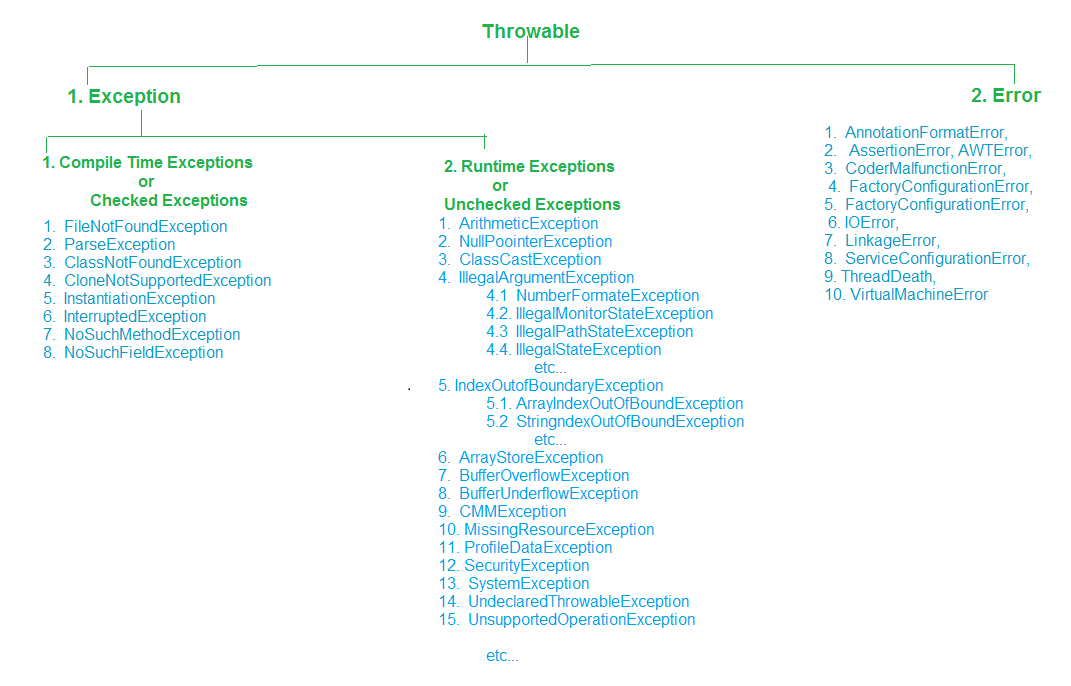 Throwable
1. Exception
2. Error
1. Compile Time Exceptions
or
Checked Exceptions
1. FileNotFoundException
2. ParseException
3. ClassNotFoundException
4. CloneNotSupportedException
5. InstantiationException
6. InterruptedException
7. NoSuchMethodException
8. NoSuchFieldException
2. Runtime Exceptions
or
Unchecked Exceptions
1. ArithmeticException
2. NullPoointerException
3. ClassCastException
4. IllegalArgumentException
4.1 NumberFormateException
4.2. IllegalMonitorStateException
4.3 IllegalPathStateException
4.4. IllegalStateException
etc...
5. IndexOutofBoundaryException
5.1. ArrayIndexOutOfBoundException
5.2 StringndexOutOfBoundException
etc...
6. ArrayStoreException
7. BufferOverflowException
8. BufferUnderflowException
9. CMMException
10. MissingResourceException
11. ProfileDataException
12. SecurityException
13. SystemException
14. UndeclaredThrowableException
15. UnsupportedOperationException
etc...
1. AnnotationFormatError,
2. AssertionError, AWTError,
3. CoderMalfunctionError,
4. FactoryConfigurationError,
5. FactoryConfigurationError,
6. IOError,
7. LinkageError,
8. ServiceConfigurationError,
9. ThreadDeath,
10. VirtualMachineError